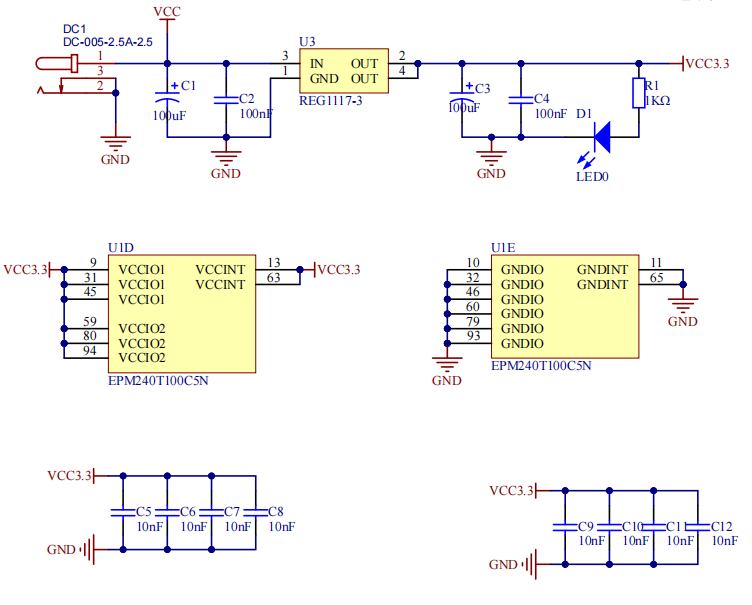 VCC
DC1
DC-005-2.5A-2.5
1
3
2
GND
C1
100uF
C2
100nF
GND
U3
3 IN OUT 2
1 GND OUT 4
REG1117-3
C3
100uF
C4
100nF
GND
D1
LED0
R1
1KΩ
VCC3.3
U1D
VCC3.3
9 VCCIO1 VCCINT 13
31 VCCIO1 VCCINT 63
45 VCCIO1
59 VCCIO2
80 VCCIO2
94 VCCIO2
VCC3.3
EPM240T100C5N
U1E
10 GNDIO GNDINT 11
32 GNDIO GNDINT 65
46 GNDIO
60 GNDIO
79 GNDIO
93 GNDIO
GND
GND
EPM240T100C5N
VCC3.3
C5 C6 C7 C8
10nF 10nF 10nF 10nF
GND
VCC3.3
C9 C10 C11 C12
10nF 10nF 10nF 10nF
GND